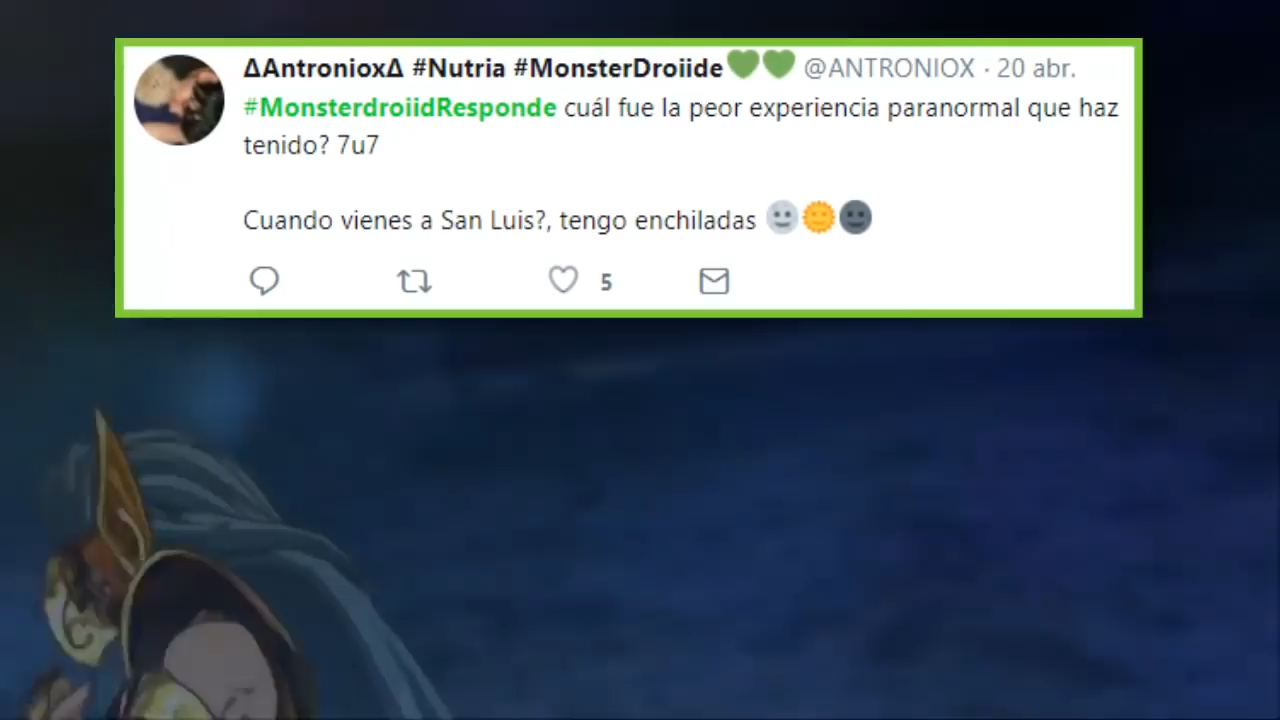 ΔAntronioxΔ #Nutria #MonsterDroiide💚💚 @ANTRONIOX · 20 abr.
#MonsterdroiidResponde cuál fue la peor experiencia paranormal que haz
tenido? 7u7
Cuando vienes a San Luis?, tengo enchiladas 🌝🌞🌚
5